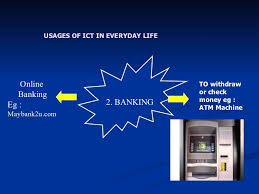 USAGES OF ICT IN EVERYDAY LIFE
Online
Banking
Eg :
Maybank2u.com
2. BANKING
TO withdraw
or check
money eg :
ATM Machine